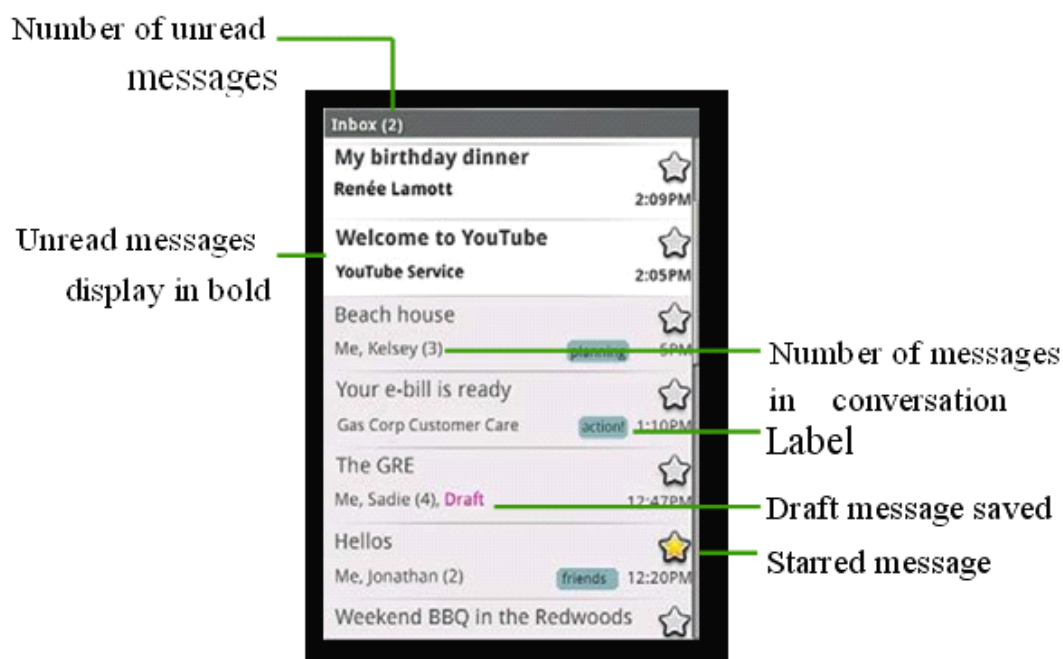 Number of unread
messages
Inbox (2)
My birthday dinner
Renée Lamott
2:09PM
Unread messages
display in bold
Welcome to YouTube
YouTube Service
2:05PM
Beach house
Me, Kelsey (3)
planning
5PM
Number of messages
in conversation
Your e-bill is ready
Gas Corp Customer Care
action!
1:10PM
Label
The GRE
Me, Sadie (4), Draft
12:47PM
Draft message saved
Hellos
Me, Jonathan (2)
friends
12:20PM
Starred message
Weekend BBQ in the Redwoods